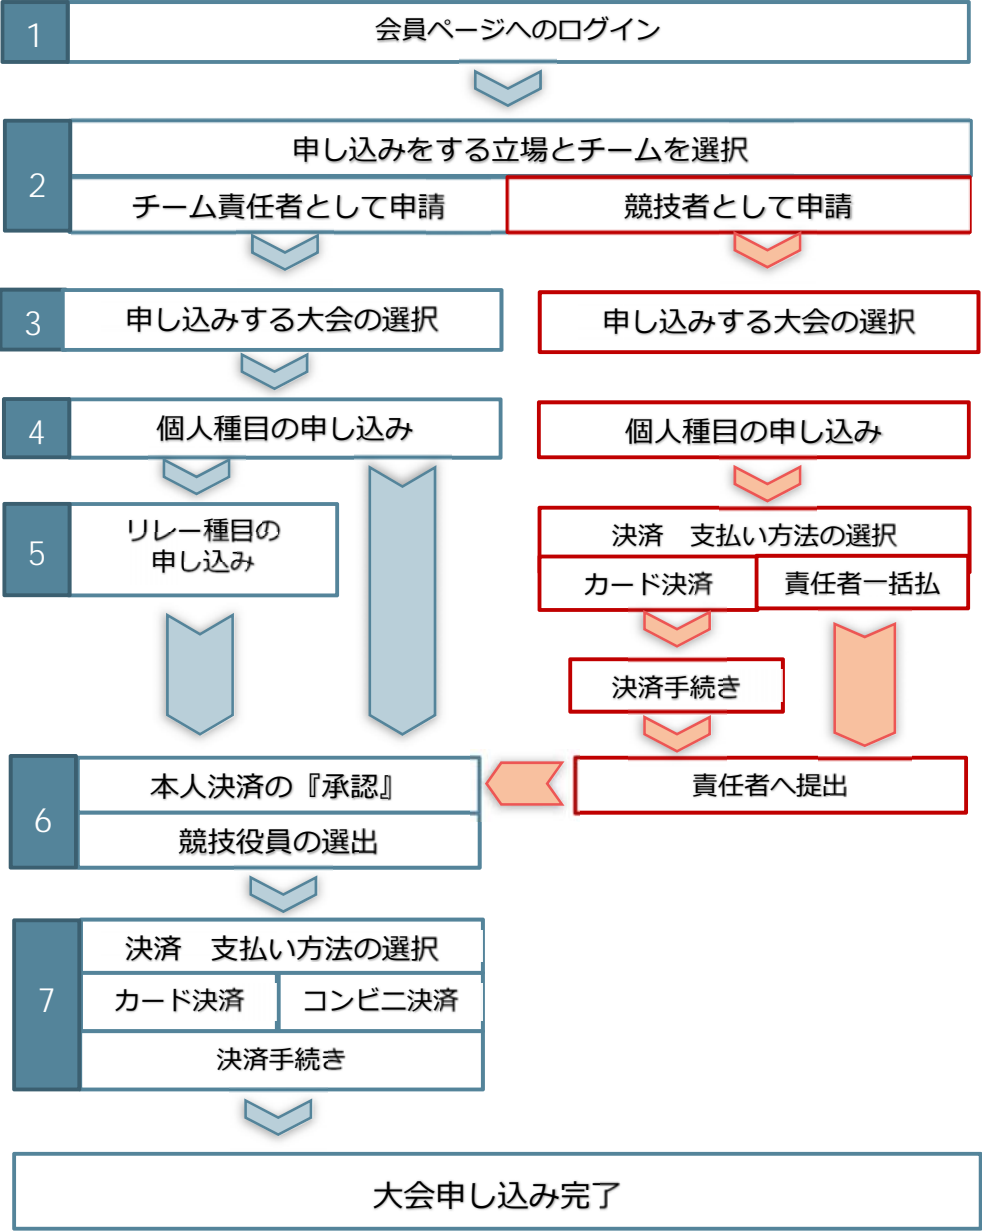 1
会員ページへのログイン
2
申し込みをする立場とチームを選択
チーム責任者として申請
競技者として申請
3
申し込みする大会の選択
申し込みする大会の選択
4
個人種目の申し込み
個人種目の申し込み
5
リレー種目の
申し込み
決済　支払い方法の選択
カード決済
責任者一括払
決済手続き
責任者へ提出
6
本人決済の『承認』
競技役員の選出
7
決済　支払い方法の選択
カード決済
コンビニ決済
決済手続き
大会申し込み完了